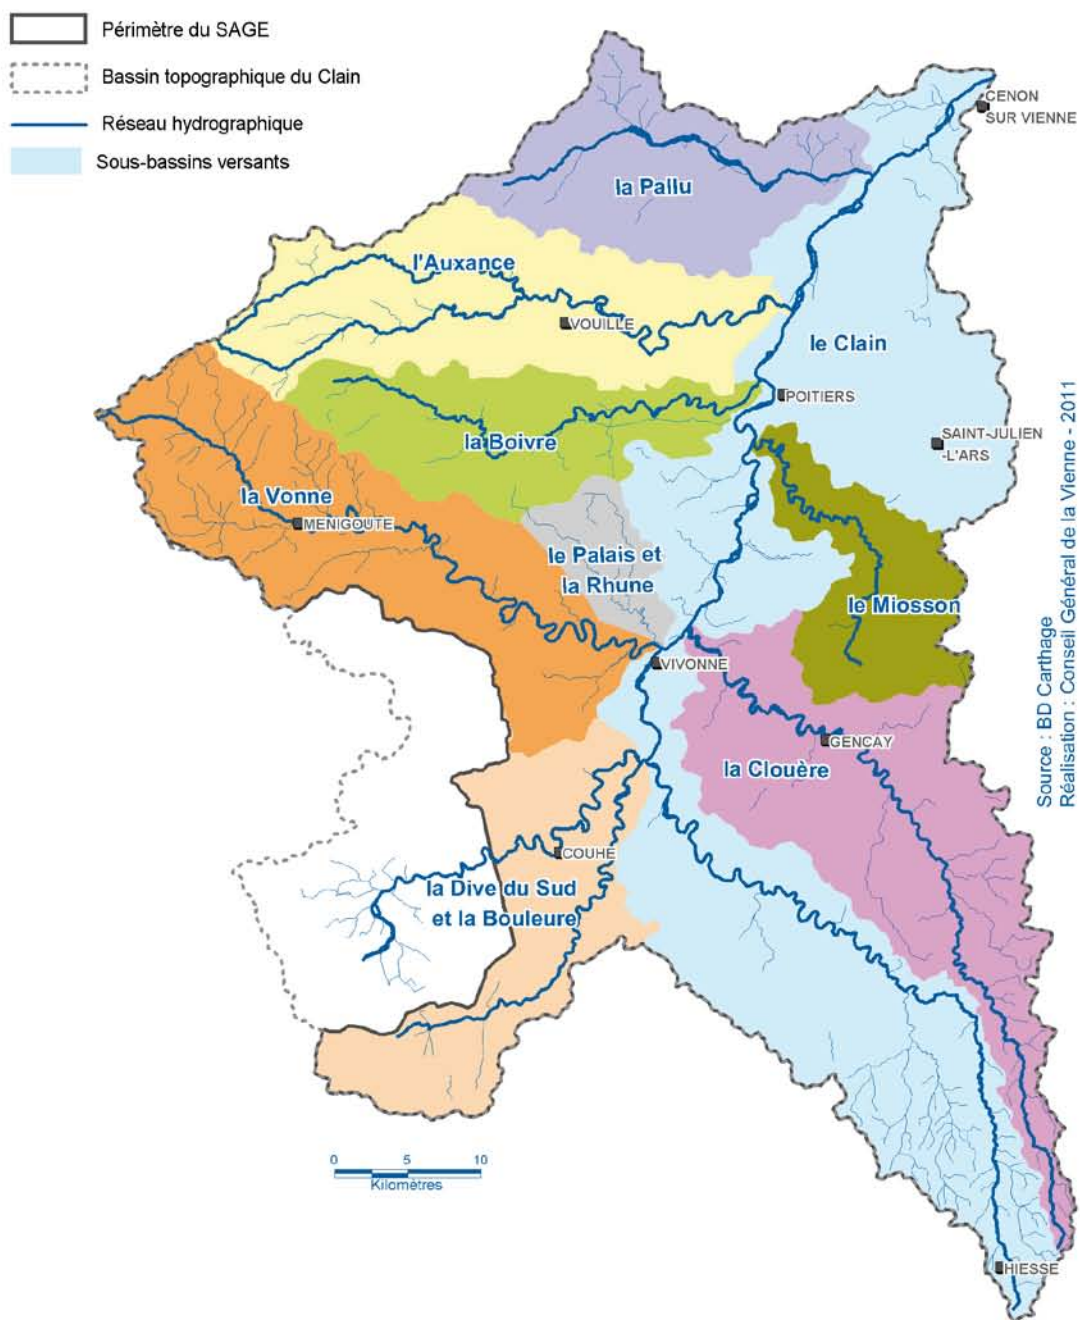 Périmètre du SAGE
Bassin topographique du Clain
Réseau hydrographique
Sous-bassins versants
CENON
SUR VIENNE
la Pallu
l'Auxance
VOUILLE
le Clain
POITIERS
SAINT-JULIEN
-L'ARS
la Boivre
la Vonne
MENIGOUTE
le Palais et
la Rhune
le Miosson
VIVONNE
GENCAY
la Clouère
COUHE
la Dive du Sud
et la Bouleure
0 5 10
Kilomètres
HIESSE
Source : BD Carthage
Réalisation : Conseil Général de la Vienne - 2011